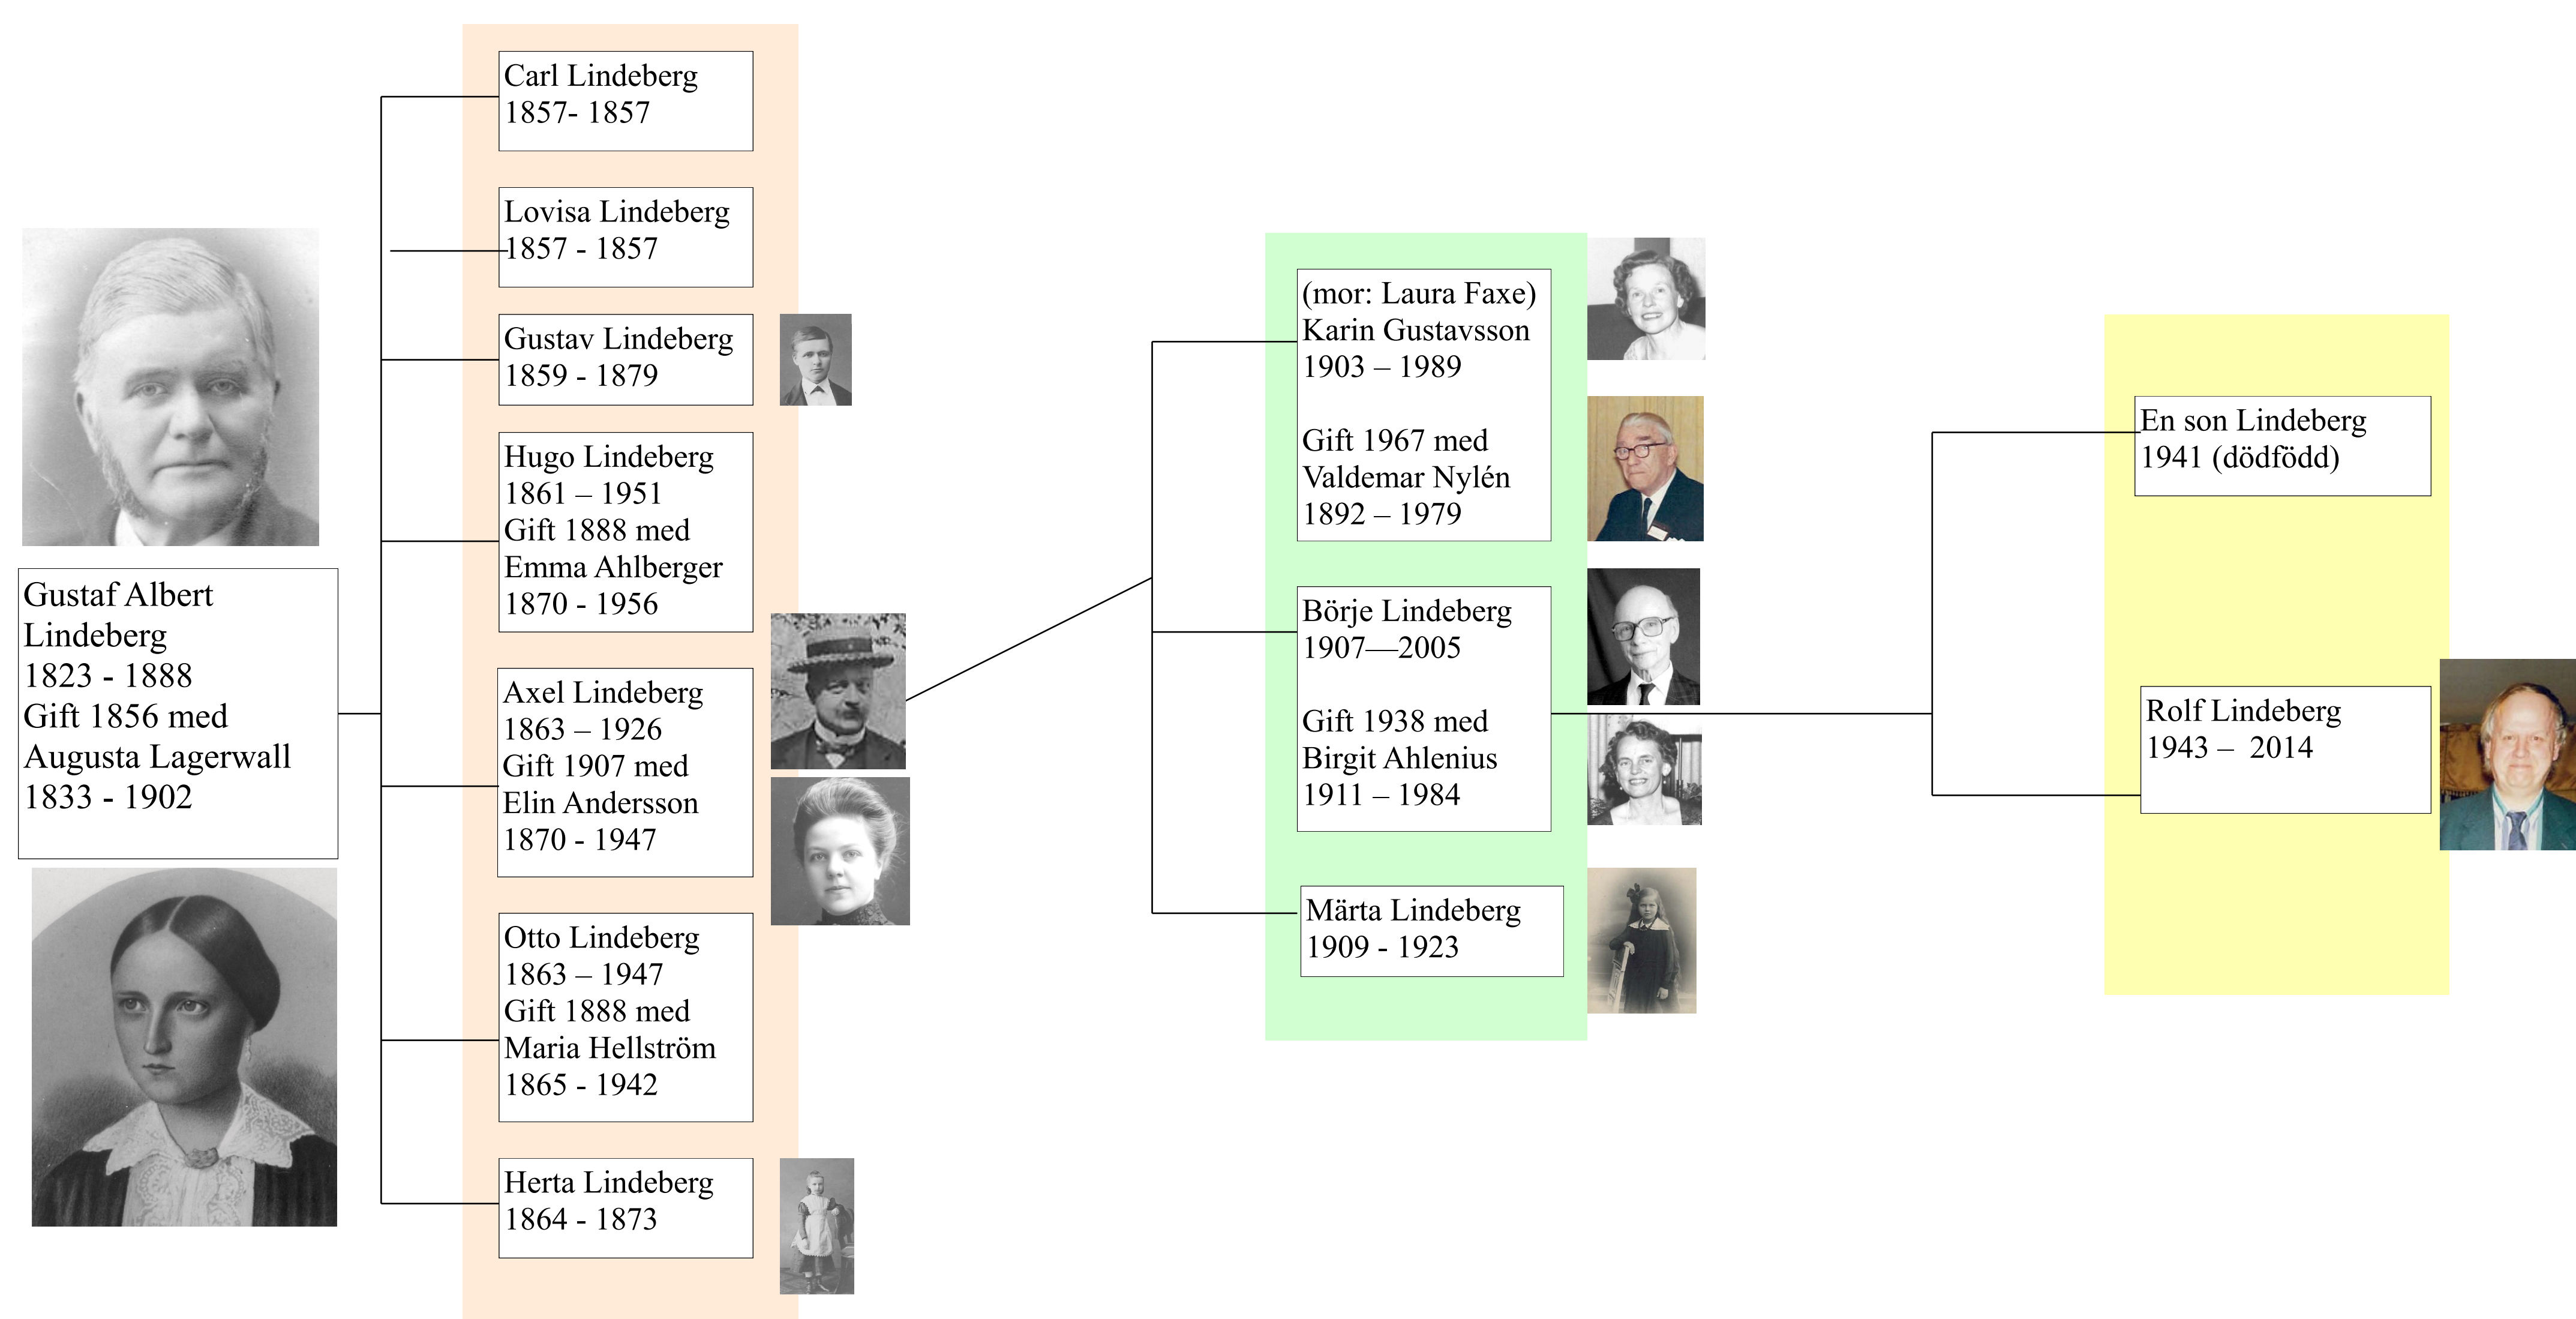 Gustaf Albert
Lindeberg
1823 - 1888
Gift 1856 med
Augusta Lagerwall
1833 - 1902
Carl Lindeberg
1857- 1857
Lovisa Lindeberg
1857 - 1857
Gustav Lindeberg
1859 - 1879
Hugo Lindeberg
1861 – 1951
Gift 1888 med
Emma Ahlberger
1870 - 1956
Axel Lindeberg
1863 – 1926
Gift 1907 med
Elin Andersson
1870 - 1947
Otto Lindeberg
1863 – 1947
Gift 1888 med
Maria Hellström
1865 - 1942
Herta Lindeberg
1864 - 1873
(mor: Laura Faxe)
Karin Gustavsson
1903 – 1989
Gift 1967 med
Valdemar Nylén
1892 – 1979
Börje Lindeberg
1907—2005
Gift 1938 med
Birgit Ahlenius
1911 – 1984
Märta Lindeberg
1909 - 1923
En son Lindeberg
1941 (dödfödd)
Rolf Lindeberg
1943 –  2014